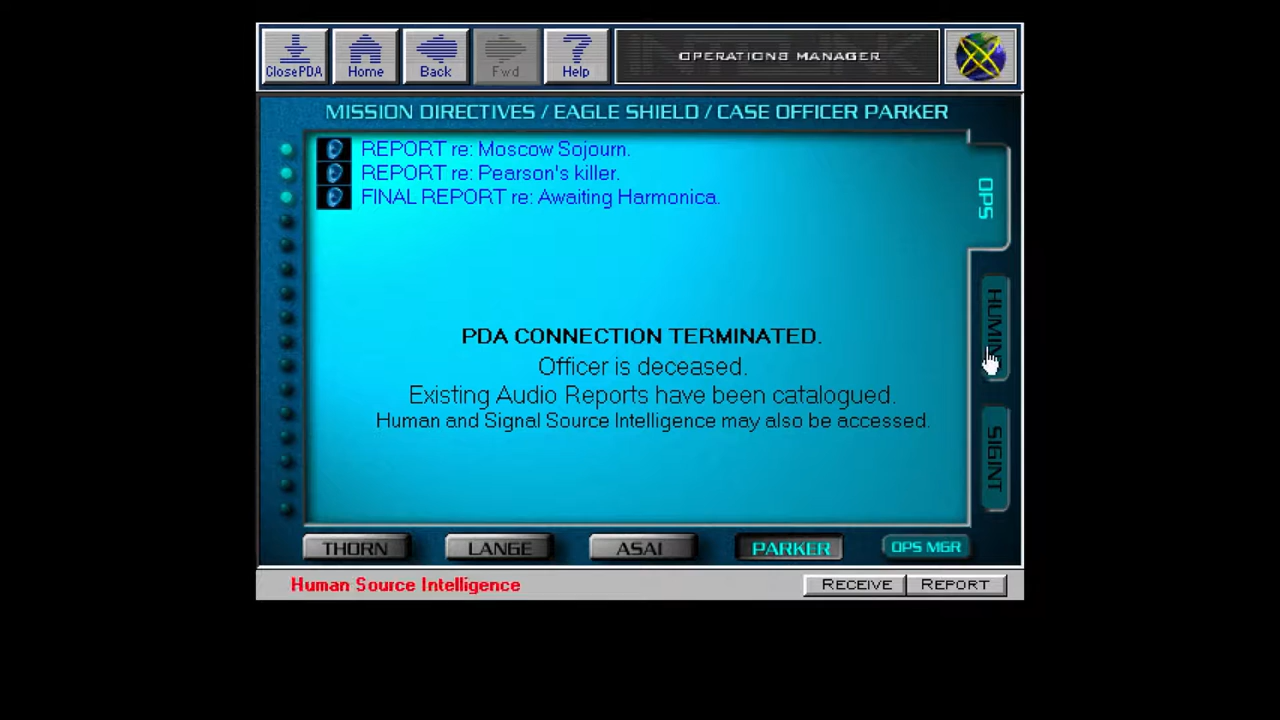 ClosePDA
Home
Back
Fwd
?
Help
OPERATIONS MANAGER
MISSION DIRECTIVES / EAGLE SHIELD / CASE OFFICER PARKER
REPORT re: Moscow Sojourn.
REPORT re: Pearson's killer.
FINAL REPORT re: Awaiting Harmonica.
OPS
HUMINT
SIGINT
PDA CONNECTION TERMINATED.
Officer is deceased.
Existing Audio Reports have been catalogued.
Human and Signal Source Intelligence may also be accessed.
THORN
LANGE
ASAI
PARKER
OPS MGR
Human Source Intelligence
RECEIVE
REPORT